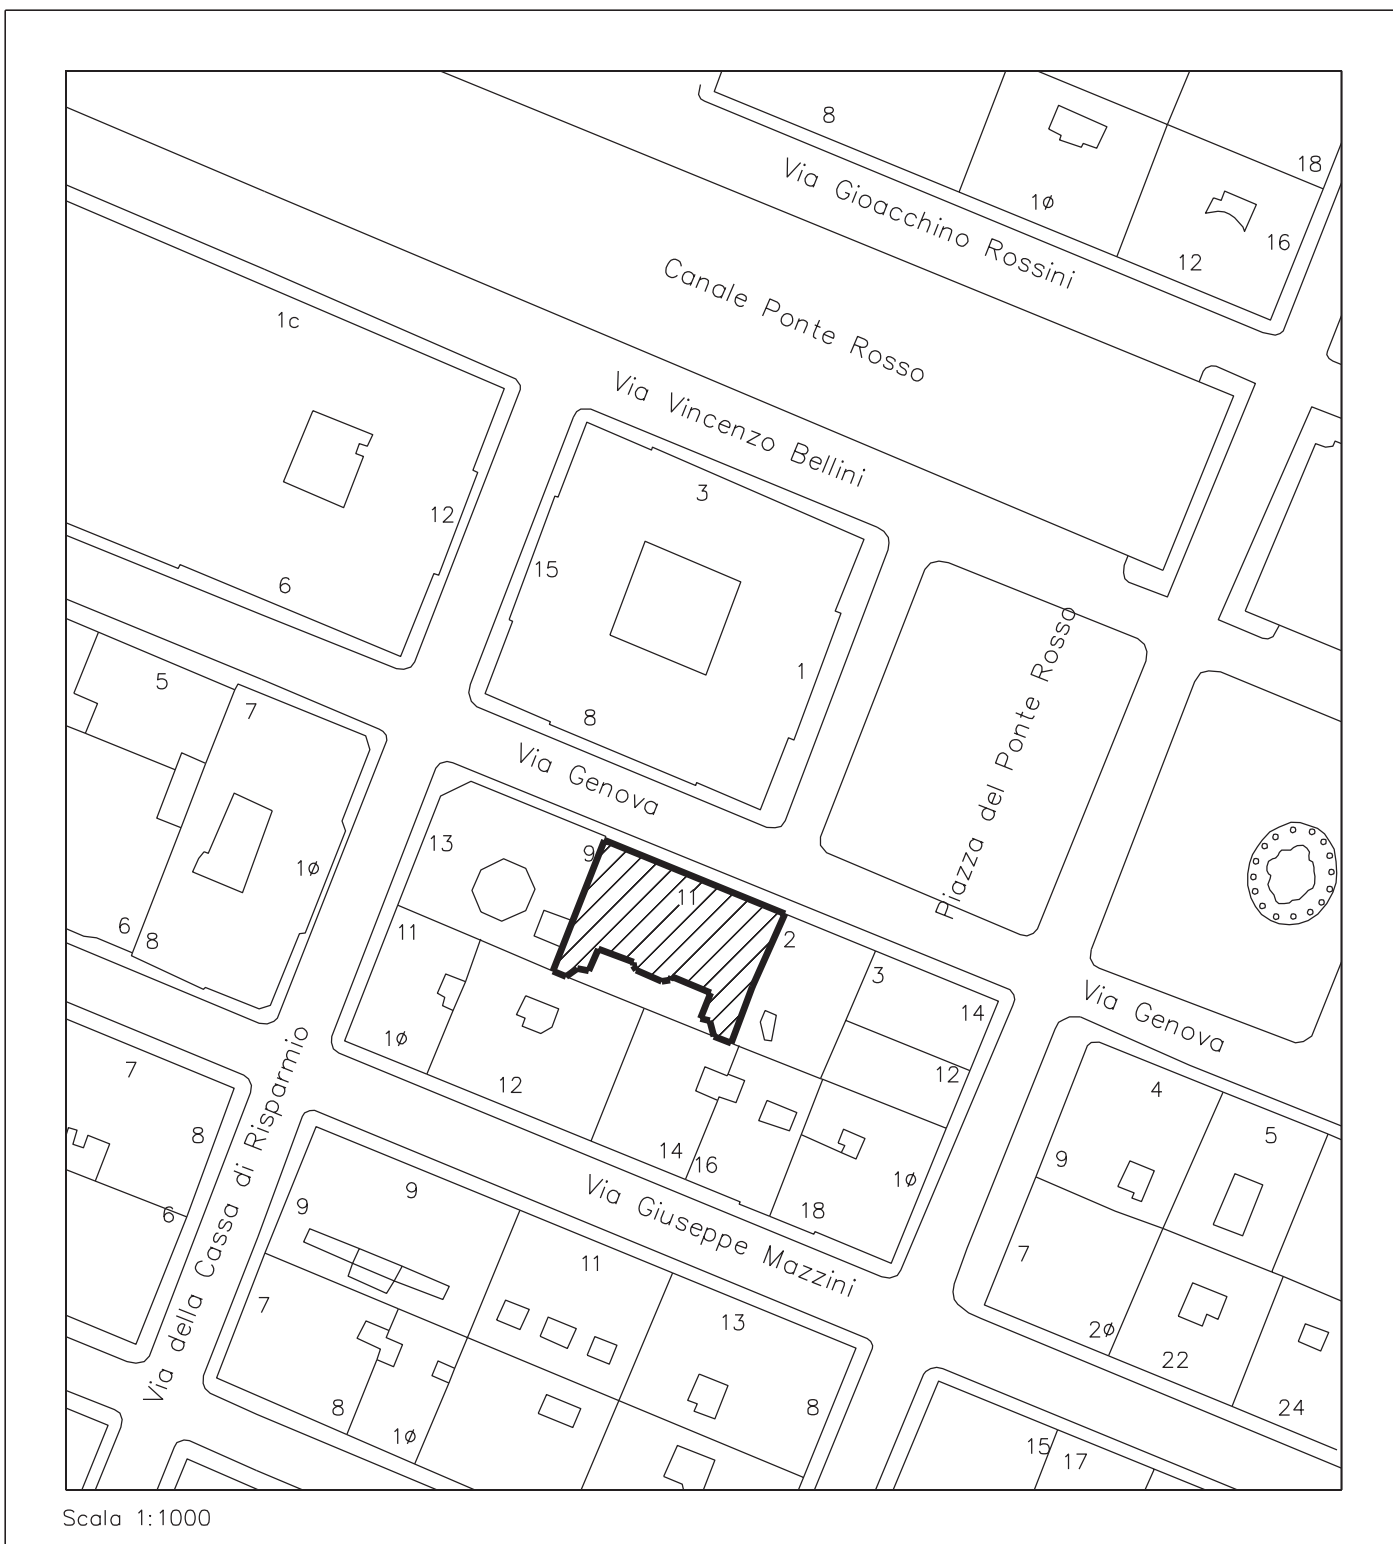 8
18
Via Gioacchino Rossini
1ø
16
12
Canale Ponte Rosso
1c
Via Vincenzo Bellini
3
12
15
6
Piazza del Ponte Rosso
1
5
7
8
Via Genova
13
9
1ø
11
6
8
11
2
3
14
Via Genova
1ø
12
12
7
4
8
5
14
16
9
1ø
6
9
9
18
Via della Cassa di Risparmio
Via Giuseppe Mazzini
7
11
7
13
2ø
22
8
8
24
1ø
15
17
Scala 1:1000